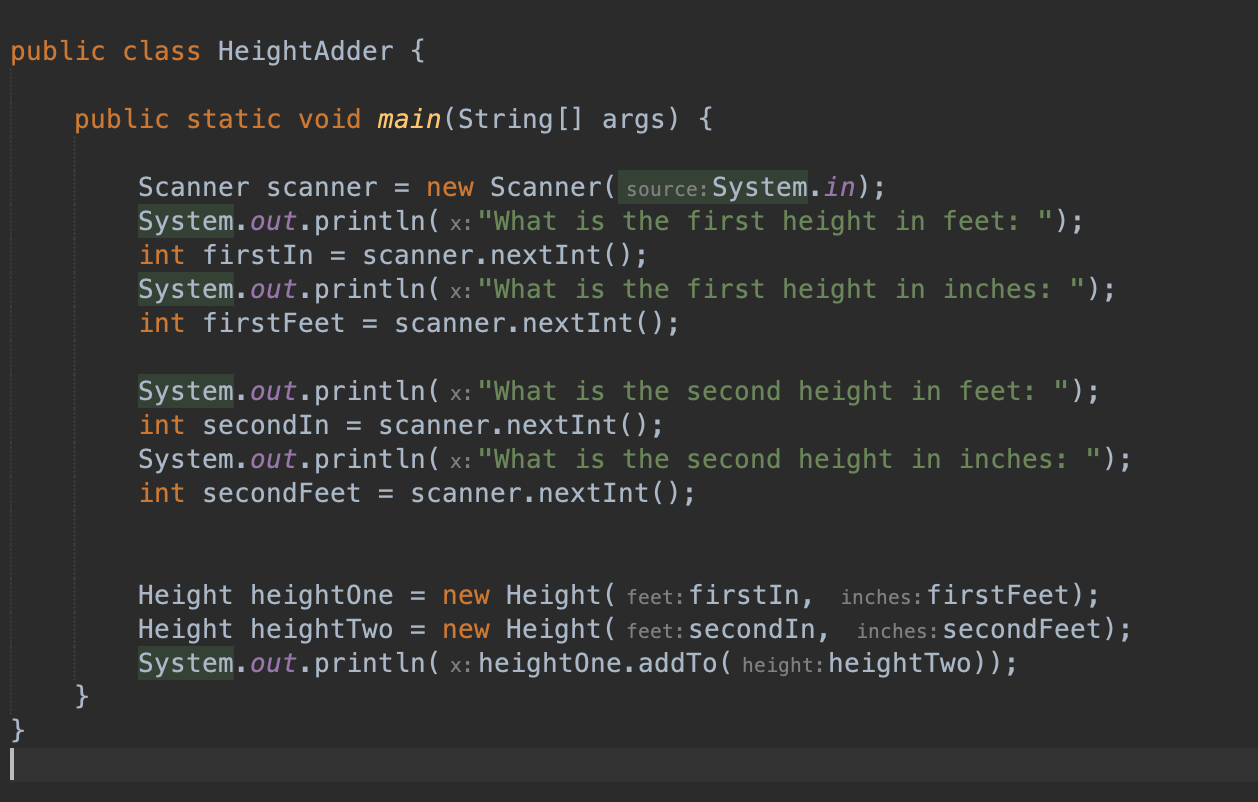 public class HeightAdder {
public static void main(String[] args) {
Scanner scanner = new Scanner( source: System.in);
System.out.println( x: "What is the first height in feet: ");
int firstIn = scanner.nextInt();
System.out.println( x: "What is the first height in inches: ");
int firstFeet = scanner.nextInt();
System.out.println( x: "What is the second height in feet: ");
int secondIn = scanner.nextInt();
System.out.println( x: "What is the second height in inches: ");
int secondFeet = scanner.nextInt();
Height heightOne = new Height( feet: firstIn, inches: firstFeet);
Height heightTwo = new Height( feet: secondIn, inches: secondFeet);
System.out.println( x: heightOne.addTo( height: heightTwo));
}
}